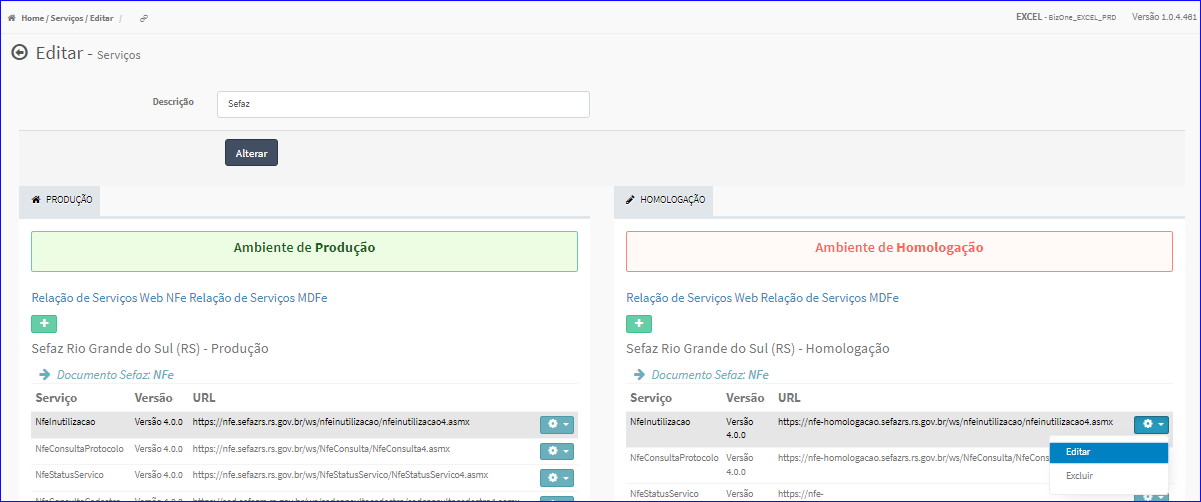 Home / Serviços / Editar /
EXCEL - BizOne_EXCEL_PRD Versão 1.0.4.461
Editar - Serviços
Descrição Sefaz
Alterar
PRODUÇÃO
Ambiente de Produção
Relação de Serviços Web NFe Relação de Serviços MDFe
+
Sefaz Rio Grande do Sul (RS) - Produção
Documento Sefaz: NFe
Serviço Versão URL
NfeInutilizacao Versão 4.0.0 https://nfe.sefazrs.rs.gov.br/ws/nfeinutilizacao/nfeinutilizacao4.asmx
NfeConsultaProtocolo Versão 4.0.0 https://nfe.sefazrs.rs.gov.br/ws/NfeConsulta/NfeConsulta4.asmx
NfeStatusServico Versão 4.0.0 https://nfe.sefazrs.rs.gov.br/ws/NfeStatusServico/NfeStatusServico4.asmx
HOMOLOGAÇÃO
Ambiente de Homologação
Relação de Serviços Web Relação de Serviços MDFe
+
Sefaz Rio Grande do Sul (RS) - Homologação
Documento Sefaz: NFe
Serviço Versão URL
NfeInutilizacao Versão 4.0.0 https://nfe-homologacao.sefazrs.rs.gov.br/ws/nfeinutilizacao/nfeinutilizacao4.asmx
NfeConsultaProtocolo Versão 4.0.0 https://nfe-homologacao.sefazrs.rs.gov.br/ws/NfeConsulta/NfeCons
NfeStatusServico Versão https://nfe-
Editar
Excluir